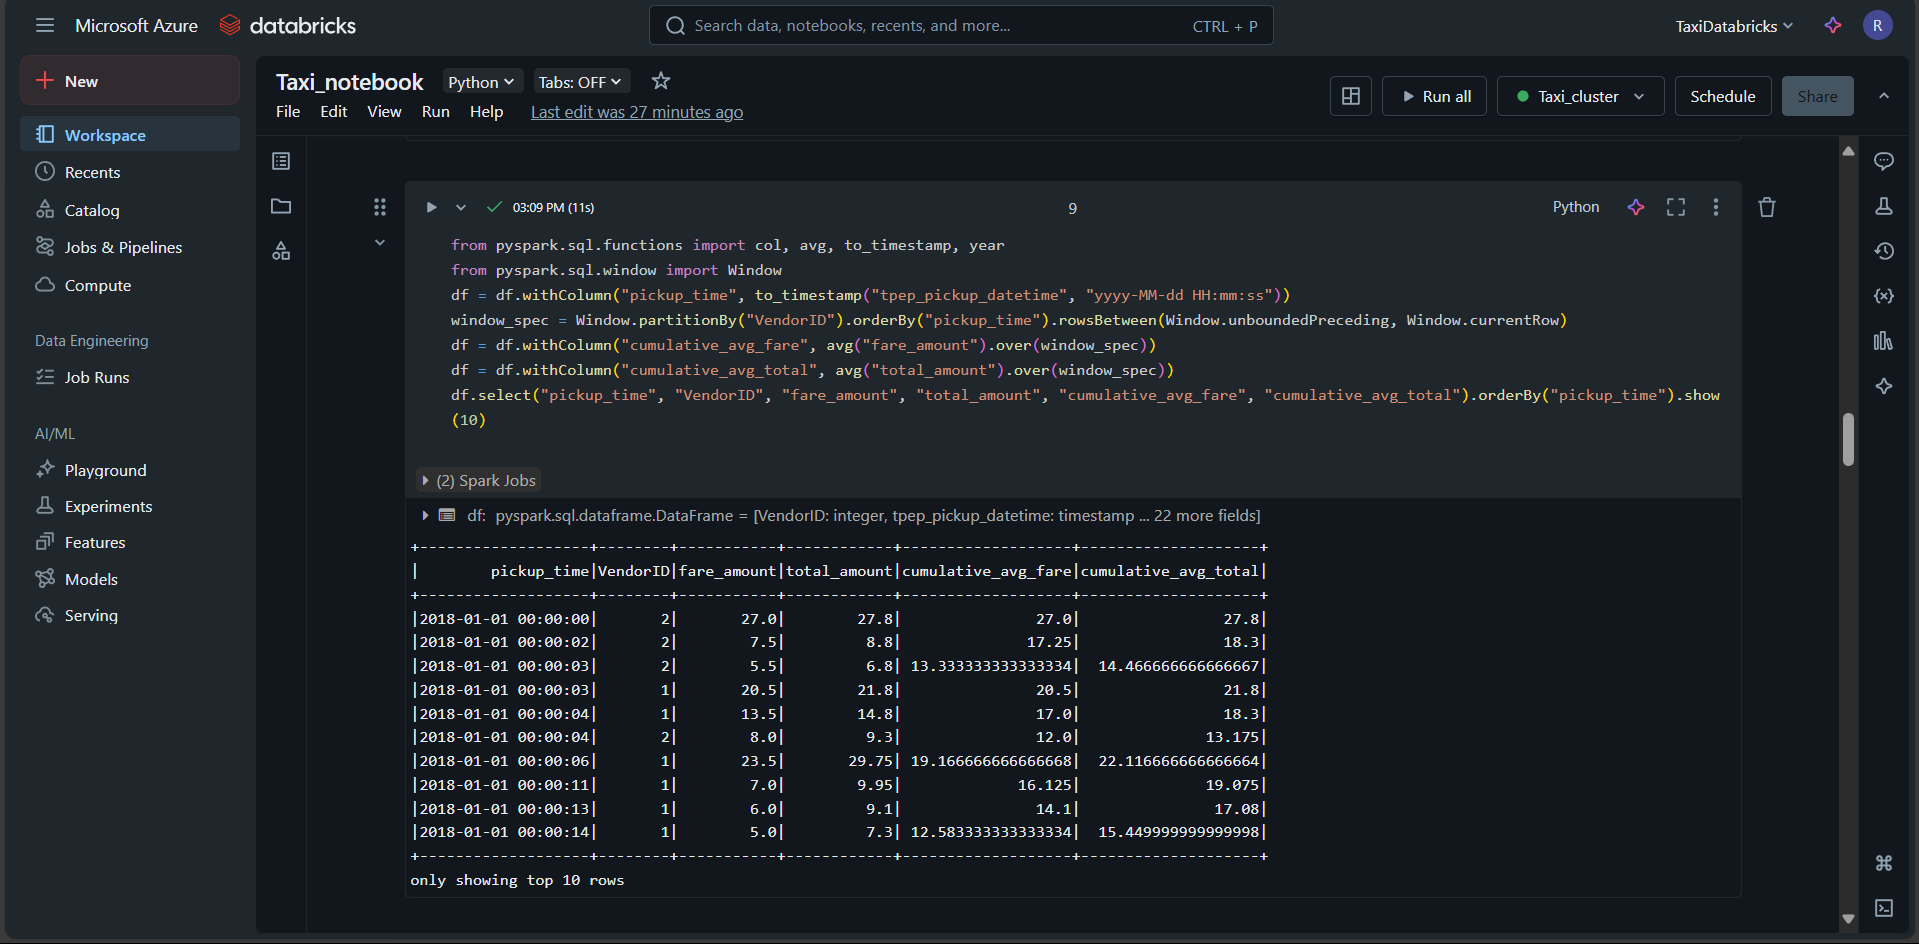 Microsoft Azure databricks
Search data, notebooks, recents, and more... CTRL + P
TaxiDatabricks R
New
Workspace
Recents
Catalog
Jobs & Pipelines
Compute
Data Engineering
Job Runs
AI/ML
Playground
Experiments
Features
Models
Serving
Taxi_notebook Python Tabs: OFF
File Edit View Run Help Last edit was 27 minutes ago
Run all Taxi_cluster Schedule Share
03:09 PM (11s) 9 Python
from pyspark.sql.functions import col, avg, to_timestamp, year
from pyspark.sql.window import Window
df = df.withColumn("pickup_time", to_timestamp("tpep_pickup_datetime", "yyyy-MM-dd HH:mm:ss"))
window_spec = Window.partitionBy("VendorID").orderBy("pickup_time").rowsBetween(Window.unboundedPreceding, Window.currentRow)
df = df.withColumn("cumulative_avg_fare", avg("fare_amount").over(window_spec))
df = df.withColumn("cumulative_avg_total", avg("total_amount").over(window_spec))
df.select("pickup_time", "VendorID", "fare_amount", "total_amount", "cumulative_avg_fare", "cumulative_avg_total").orderBy("pickup_time").show
(10)
(2) Spark Jobs
df: pyspark.sql.dataframe.DataFrame = [VendorID: integer, tpep_pickup_datetime: timestamp ... 22 more fields]
+-------------------+--------+-----------+------------+-------------------+--------------------+
|        pickup_time|VendorID|fare_amount|total_amount|cumulative_avg_fare|cumulative_avg_total|
+-------------------+--------+-----------+------------+-------------------+--------------------+
|2018-01-01 00:00:00|       2|       27.0|        27.8|               27.0|                27.8|
|2018-01-01 00:00:02|       2|        7.5|         8.8|              17.25|                18.3|
|2018-01-01 00:00:03|       2|        5.5|         6.8| 13.333333333333334|  14.466666666666667|
|2018-01-01 00:00:03|       1|       20.5|        21.8|               20.5|                21.8|
|2018-01-01 00:00:04|       1|       13.5|        14.8|               17.0|                18.3|
|2018-01-01 00:00:04|       2|        8.0|         9.3|               12.0|              13.175|
|2018-01-01 00:00:06|       1|       23.5|       29.75| 19.166666666666668|  22.116666666666664|
|2018-01-01 00:00:11|       1|        7.0|        9.95|             16.125|              19.075|
|2018-01-01 00:00:13|       1|        6.0|         9.1|               14.1|               17.08|
|2018-01-01 00:00:14|       1|        5.0|         7.3| 12.583333333333334|  15.449999999999998|
+-------------------+--------+-----------+------------+-------------------+--------------------+
only showing top 10 rows